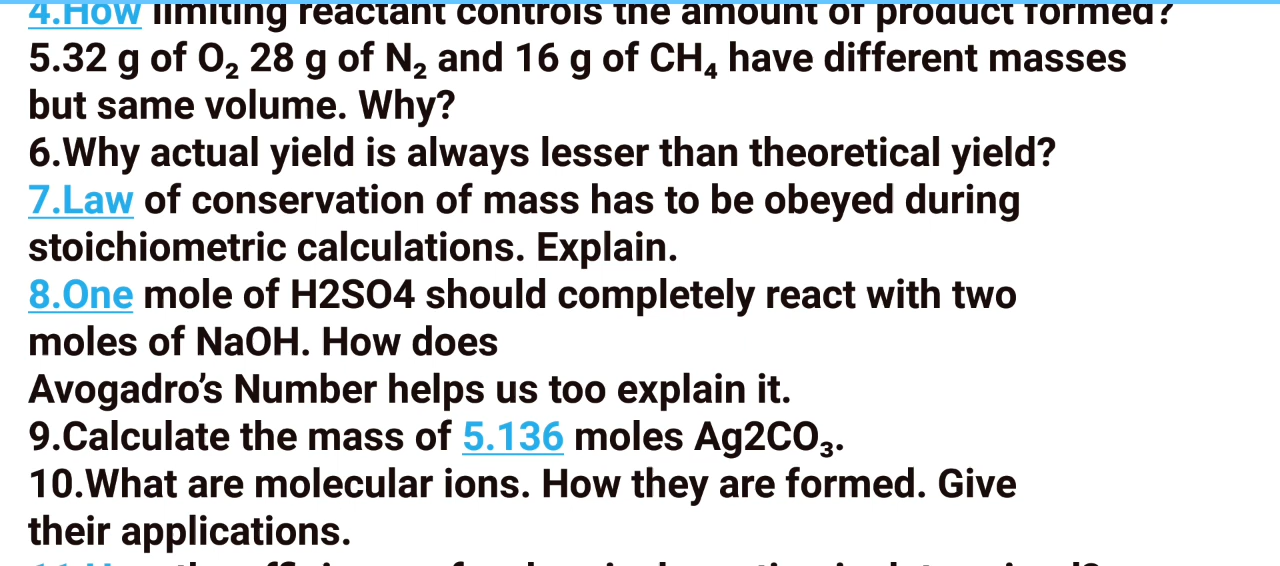 4.How limiting reactant controls the amount of product formed?
5.32 g of O₂ 28 g of N₂ and 16 g of CH₄ have different masses
but same volume. Why?
6.Why actual yield is always lesser than theoretical yield?
7.Law of conservation of mass has to be obeyed during
stoichiometric calculations. Explain.
8.One mole of H2SO4 should completely react with two
moles of NaOH. How does
Avogadro’s Number helps us too explain it.
9.Calculate the mass of 5.136 moles Ag2CO₃.
10.What are molecular ions. How they are formed. Give
their applications.